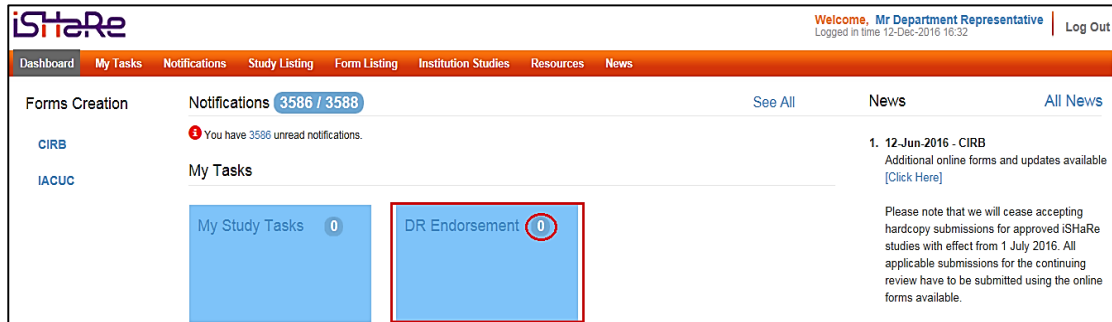 iSHaRe
Welcome, Mr Department Representative
Logged in time 12-Dec-2016 16:32
Log Out
Dashboard My Tasks Notifications Study Listing Form Listing Institution Studies Resources News
Forms Creation
CIRB
IACUC
Notifications 3586 / 3588
See All
You have 3586 unread notifications.
My Tasks
My Study Tasks 0
DR Endorsement 0
News
All News
1. 12-Jun-2016 - CIRB
Additional online forms and updates available
[Click Here]
Please note that we will cease accepting
hardcopy submissions for approved iSHaRe
studies with effect from 1 July 2016. All
applicable submissions for the continuing
review have to be submitted using the online
forms available.